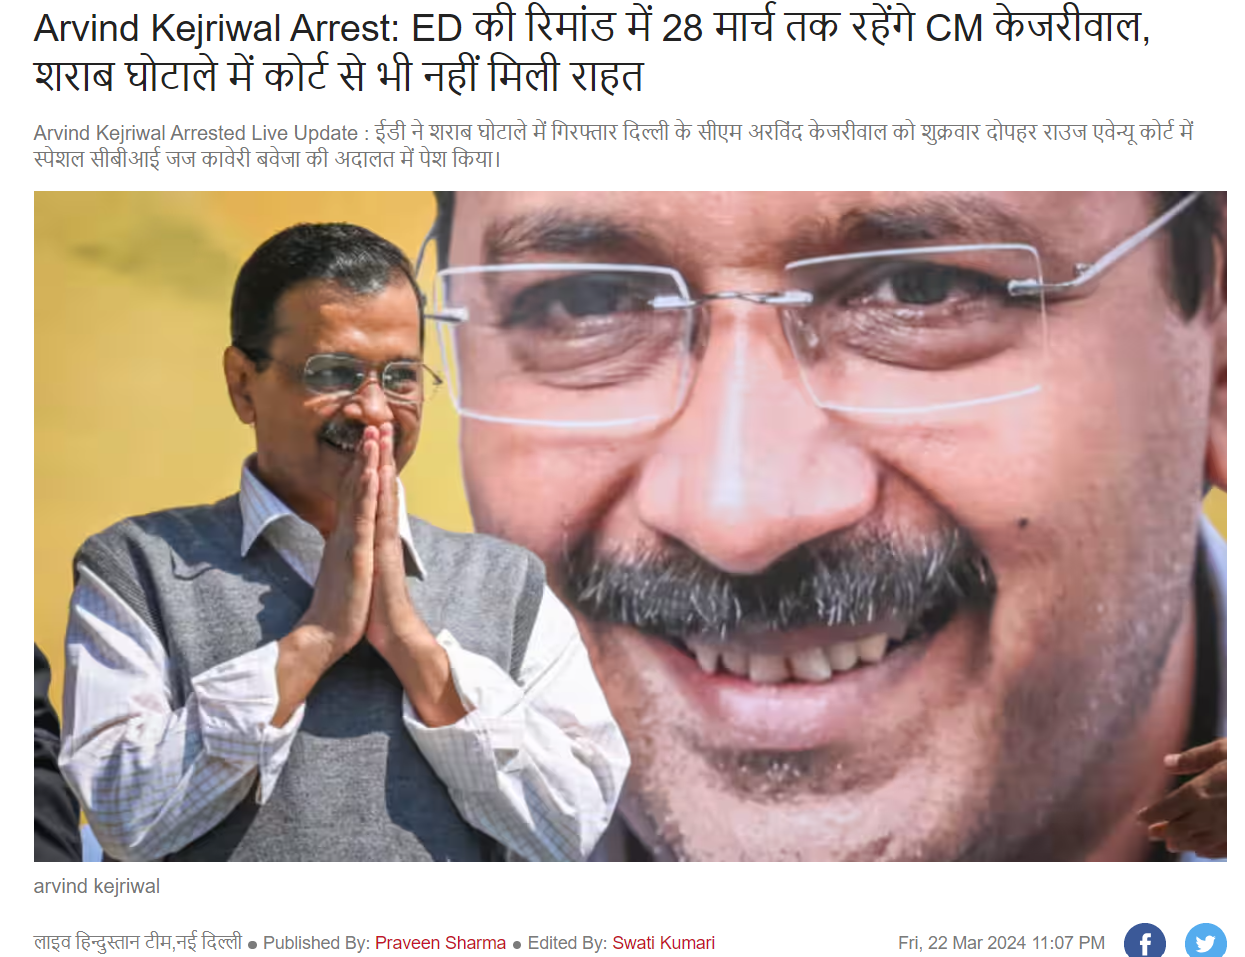 Arvind Kejriwal Arrest: ED की रिमांड में 28 मार्च तक रहेंगे CM केजरीवाल,
शराब घोटाले में कोर्ट से भी नहीं मिली राहत
Arvind Kejriwal Arrested Live Update : ईडी ने शराब घोटाले में गिरफ्तार दिल्ली के सीएम अरविंद केजरीवाल को शुक्रवार दोपहर राउज एवेन्यू कोर्ट में
स्पेशल सीबीआई जज कावेरी बवेजा की अदालत में पेश किया।
arvind kejriwal
लाइव हिन्दुस्तान टीम,नई दिल्ली ● Published By: Praveen Sharma ● Edited By: Swati Kumari Fri, 22 Mar 2024 11:07 PM